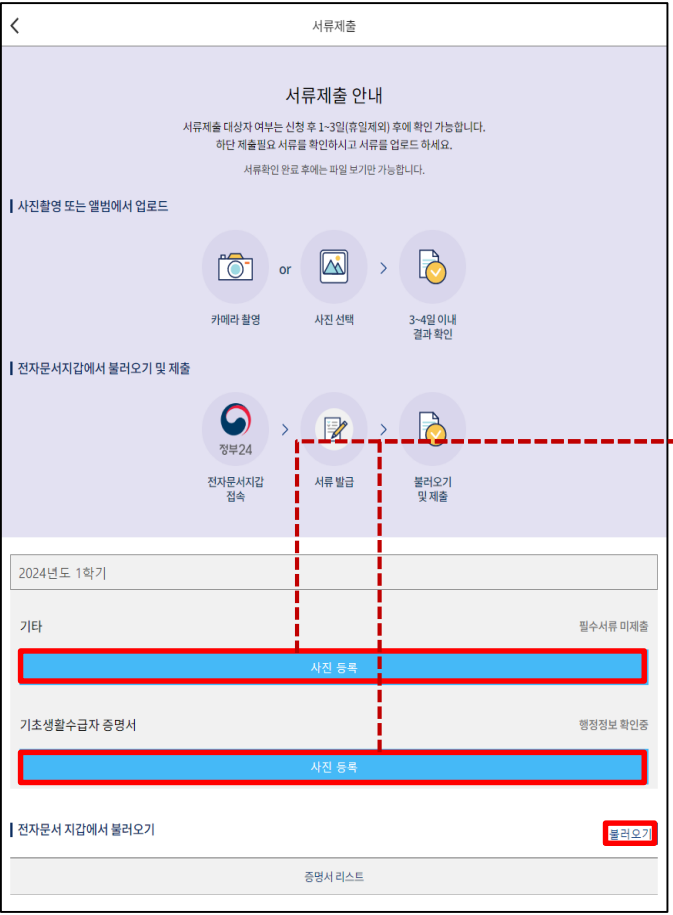 서류제출
서류제출 안내
서류제출 대상자 여부는 신청 후 1~3일(휴일제외) 후에 확인 가능합니다.
하단 제출필요 서류를 확인하시고 서류를 업로드 하세요.
서류확인 완료 후에는 파일 보기만 가능합니다.
사진촬영 또는 앨범에서 업로드
or
카메라 촬영
사진 선택
3~4일 이내
결과 확인
전자문서지갑에서 불러오기 및 제출
정부24
전자문서지갑
접속
서류 발급
불러오기
및 제출
2024년도 1학기
기타
필수서류 미제출
사진 등록
기초생활수급자 증명서
행정정보 확인중
사진 등록
전자문서 지갑에서 불러오기
불러오기
증명서 리스트